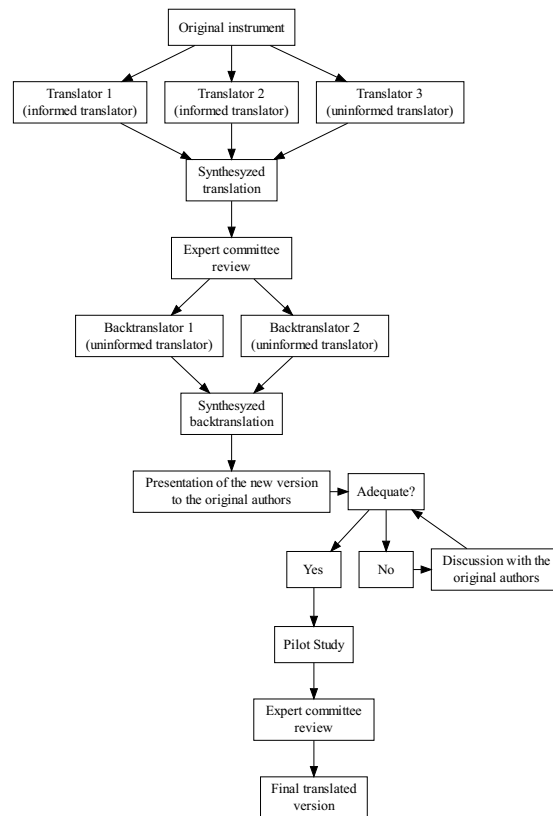 Original instrument
Translator 1
(informed translator)
Translator 2
(informed translator)
Translator 3
(uninformed translator)
Synthesyzed
translation
Expert committee
review
Backtranslator 1
(uninformed translator)
Backtranslator 2
(uninformed translator)
Synthesyzed
backtranslation
Presentation of the new version
to the original authors
Adequate?
Yes
No
Discussion with the
original authors
Pilot Study
Expert committee
review
Final translated
version